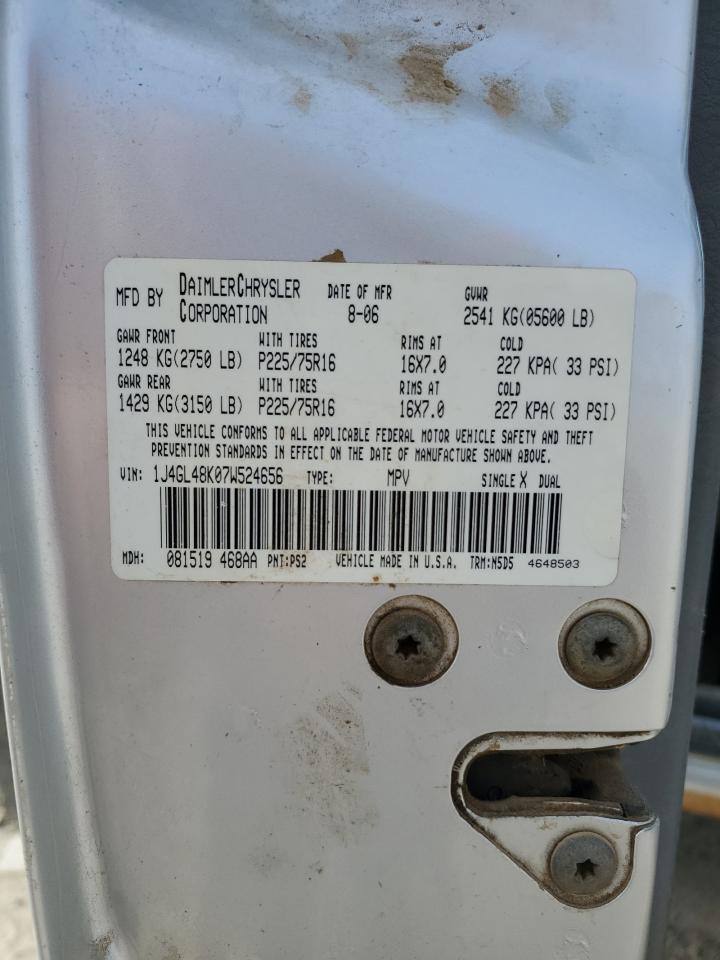 MFD BY DAIMLERCHRYSLER CORPORATION DATE OF MFR 8-06 GVWR 2541 KG(05600 LB)
GAWR FRONT WITH TIRES RIMS AT COLD
1248 KG(2750 LB) P225/75R16 16X7.0 227 KPA( 33 PSI)
GAWR REAR WITH TIRES RIMS AT COLD
1429 KG(3150 LB) P225/75R16 16X7.0 227 KPA( 33 PSI)
THIS VEHICLE CONFORMS TO ALL APPLICABLE FEDERAL MOTOR VEHICLE SAFETY AND THEFT
PREVENTION STANDARDS IN EFFECT ON THE DATE OF MANUFACTURE SHOWN ABOVE.
VIN: 1J4GL48K07W524656 TYPE: MPV SINGLE X DUAL
MDH: 081519 468AA PNT:PS2 VEHICLE MADE IN U.S.A. TRM:N5D5 4648503